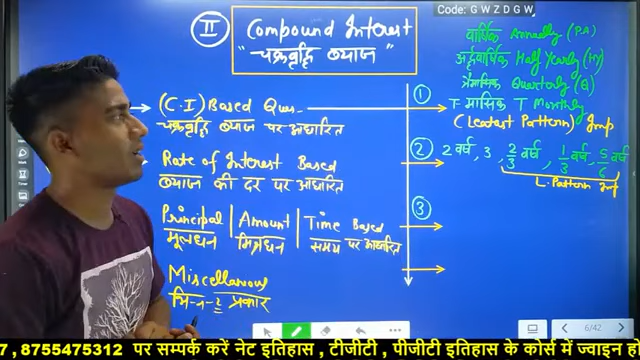 Code: G W Z D G W
II
Compound Interest
"चक्रवृद्धि ब्याज"
वार्षिक Annually (PA)
अर्द्धवार्षिक Half Yearly (HY)
त्रैमासिक Quarterly (Q)
T मासिक T Monthly
(Leatest Pattern) Imp
(C.I) Based Ques
चक्रवृद्धि ब्याज पर आधारित
1
Rate of Interest Based
ब्याज की दर पर आधारित
2 2 वर्ष, 3, 2/3 वर्ष, 1/3 वर्ष, 5/6 वर्ष
L. Pattern Imp
Principal | Amount | Time Based
मूलधन | मिश्रधन | समय पर आधारित
3
Miscellanous
प्रकार
6/42
7, 8755475312 पर सम्पर्क करें नेट इतिहास , टीजीटी , पीजीटी इतिहास के कोर्स में ज्वाइन